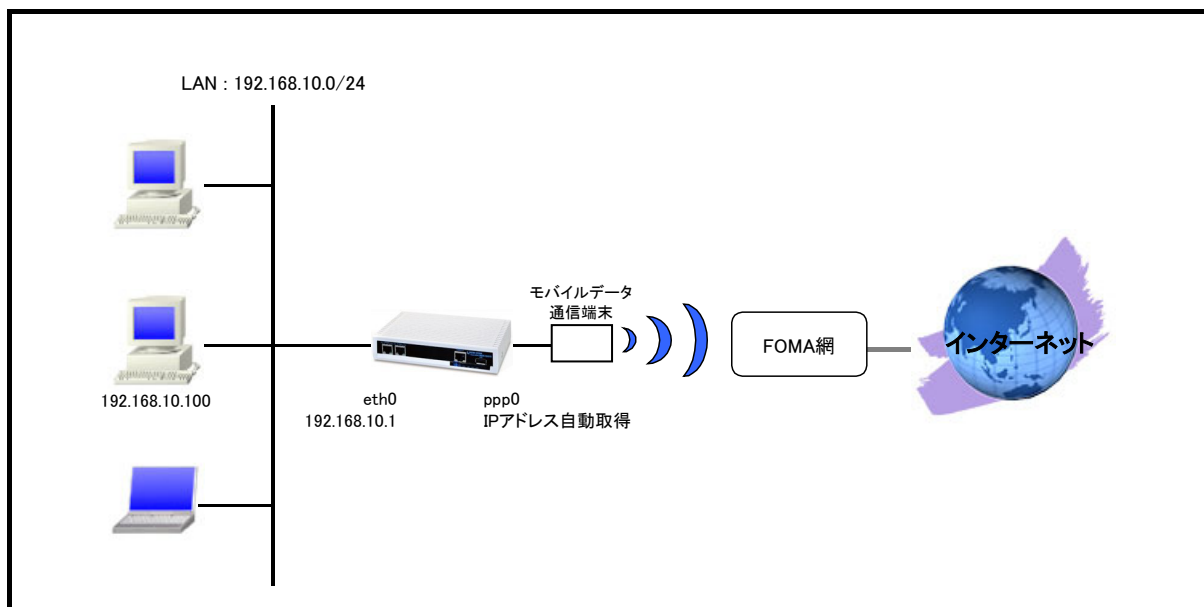 LAN : 192.168.10.0/24
モバイルデータ
通信端末
FOMA網
インターネット
192.168.10.100
eth0
192.168.10.1
ppp0
IPアドレス自動取得